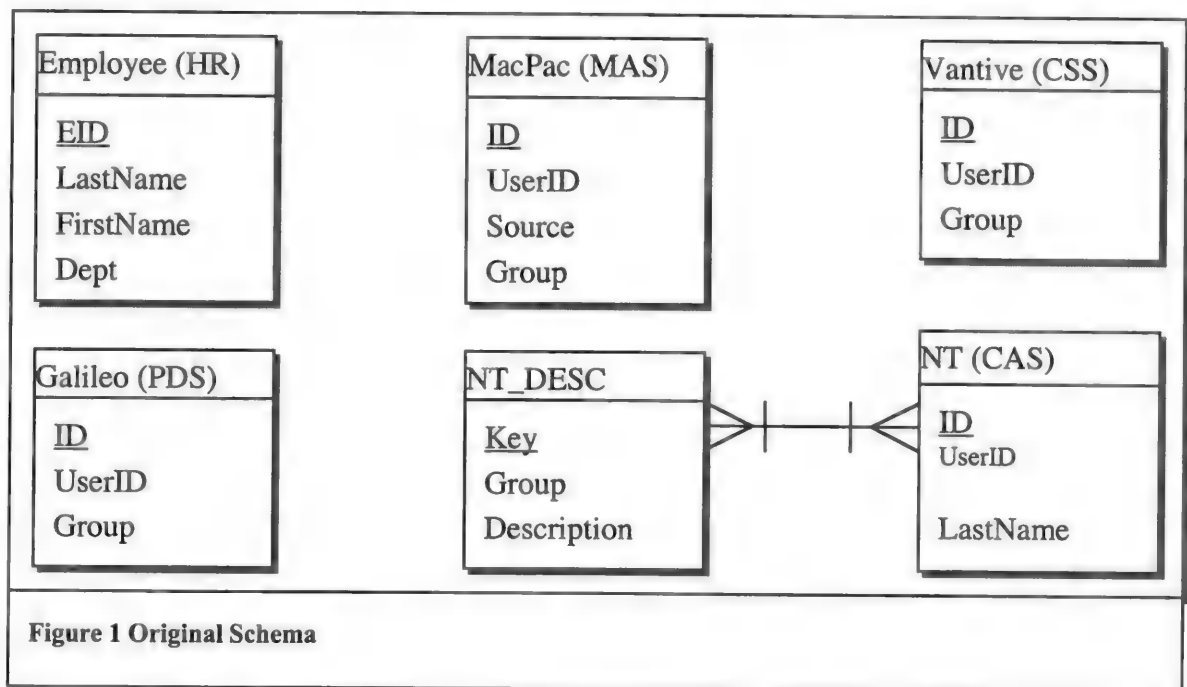 Employee (HR)
EID
LastName
FirstName
Dept
MacPac (MAS)
ID
UserID
Source
Group
Vantive (CSS)
ID
UserID
Group
Galileo (PDS)
ID
UserID
Group
NT_DESC
Key
Group
Description
NT (CAS)
ID
UserID
LastName
Figure 1 Original Schema